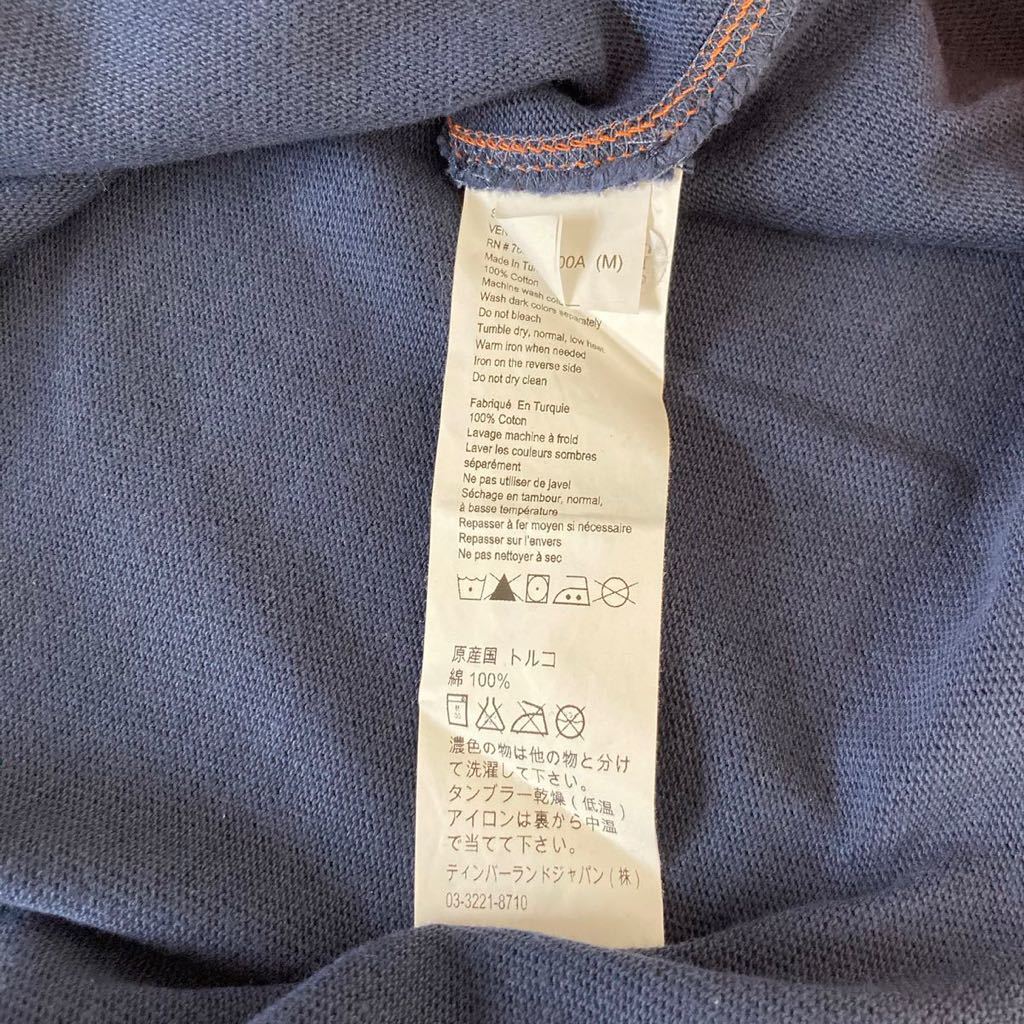 VEN
RN # 76
00A (M)
Made In Tur
100% Cotton
Machine wash cold
Wash dark colors separately
Do not bleach
Tumble dry, normal, low heat
Warm iron when needed
Iron on the reverse side
Do not dry clean
Fabriqué En Turquie
100% Coton
Lavage machine à froid
Laver les couleurs sombres
séparément
Ne pas utiliser de javel
Séchage en tambour, normal,
à basse température
Repasser à fer moyen si nécessaire
Repasser sur l'envers
Ne pas nettoyer à sec
原産国 トルコ
綿 100%
濃色の物は他の物と分け
て洗濯して下さい。
タンブラー乾燥(低温)
アイロンは裏から中温
で当てて下さい。
ティンバーランドジャパン(株)
03-3221-8710